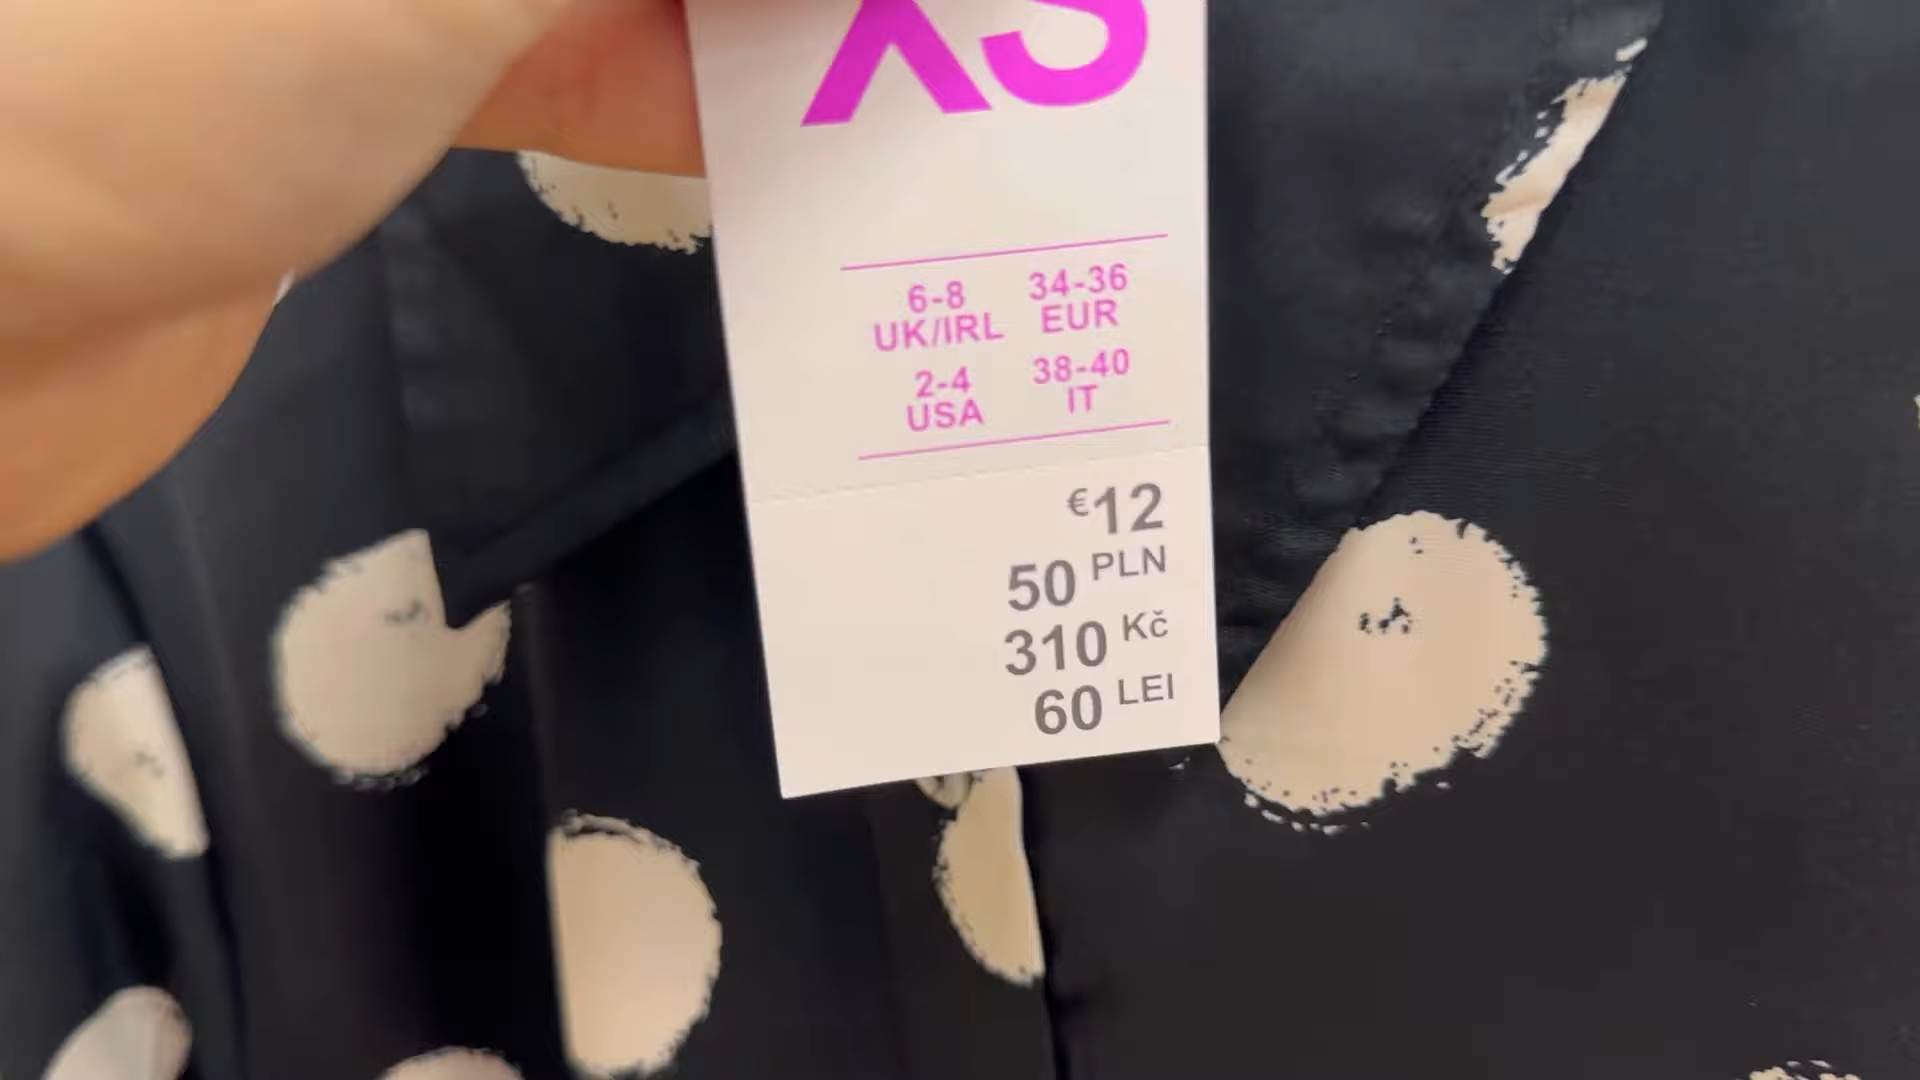 XS
6-8 34-36
UK/IRL EUR
2-4 38-40
USA IT
€12
50 PLN
310 Kč
60 LEI